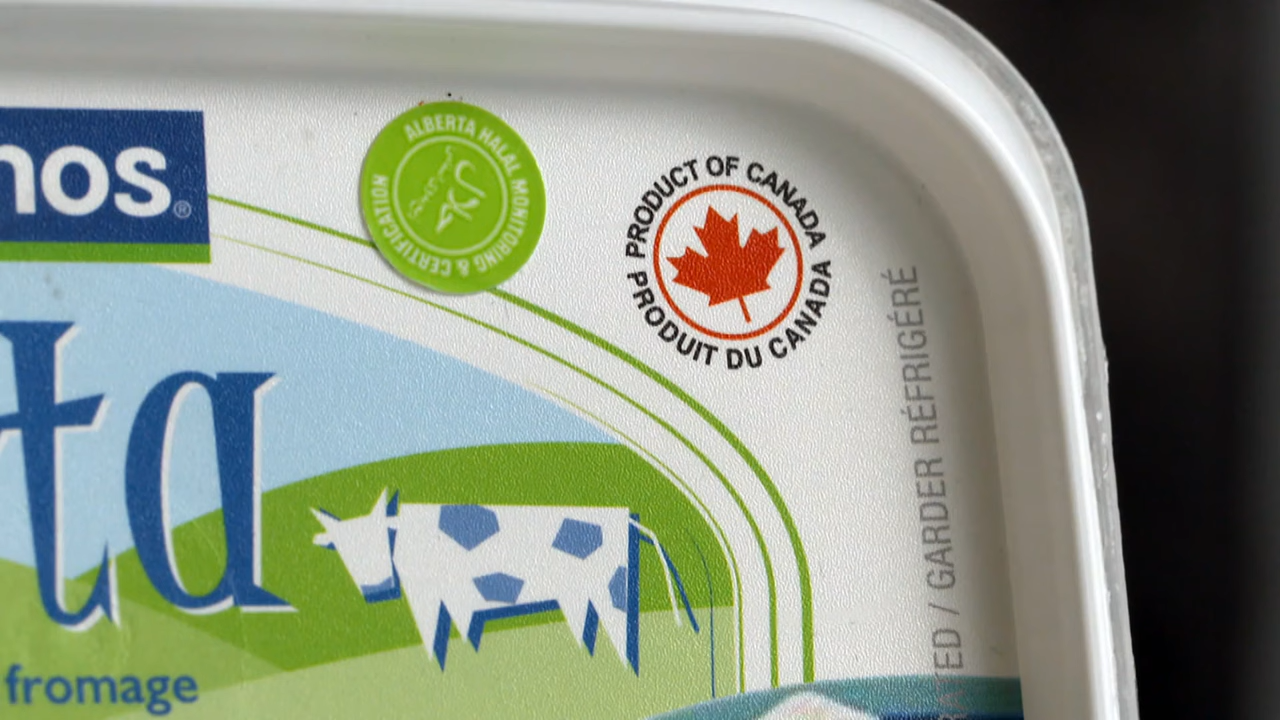 nos®
ALBERTA HALAL MONITORING & CERTIFICATION
PRODUCT OF CANADA
PRODUIT DU CANADA
ta
fromage
/ GARDER RÉFRIGÉRÉ